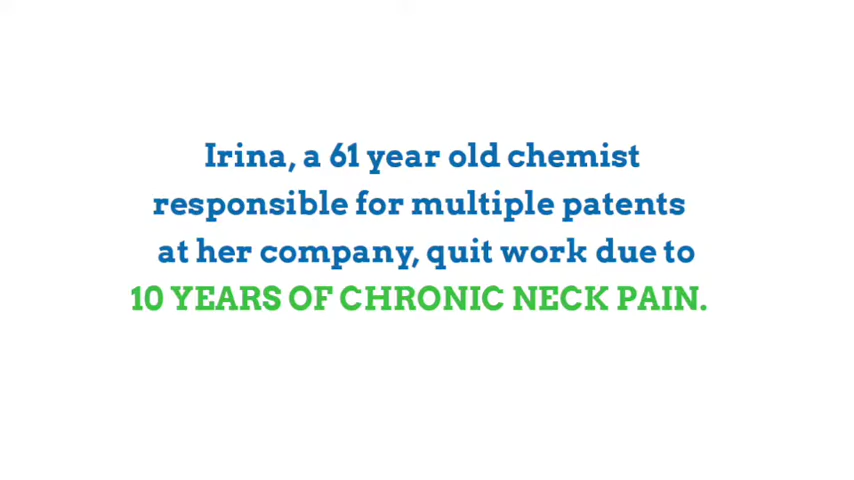 Irina, a 61 year old chemist
responsible for multiple patents
at her company, quit work due to
10 YEARS OF CHRONIC NECK PAIN.